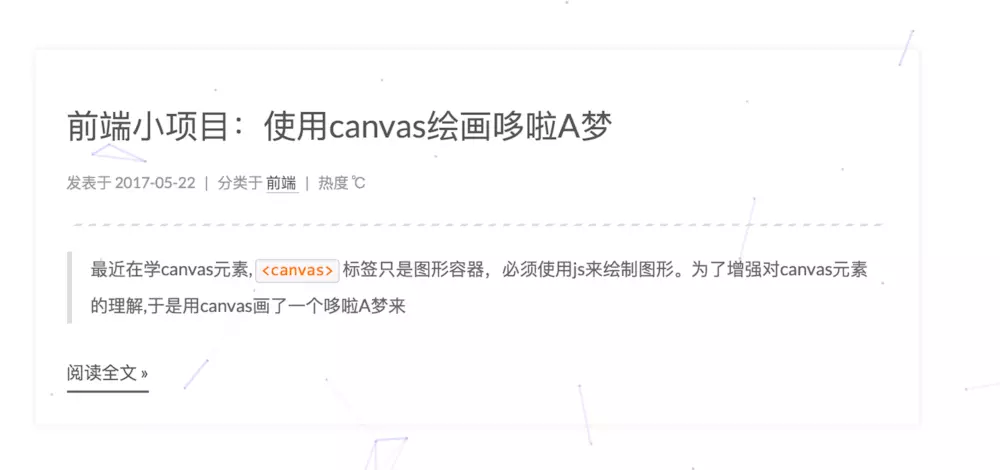 前端小项目：使用canvas绘画哆啦A梦
发表于 2017-05-22 | 分类于 前端 | 热度 ℃
最近在学canvas元素, <canvas> 标签只是图形容器，必须使用js来绘制图形。为了增强对canvas元素
的理解,于是用canvas画了一个哆啦A梦来
阅读全文 »